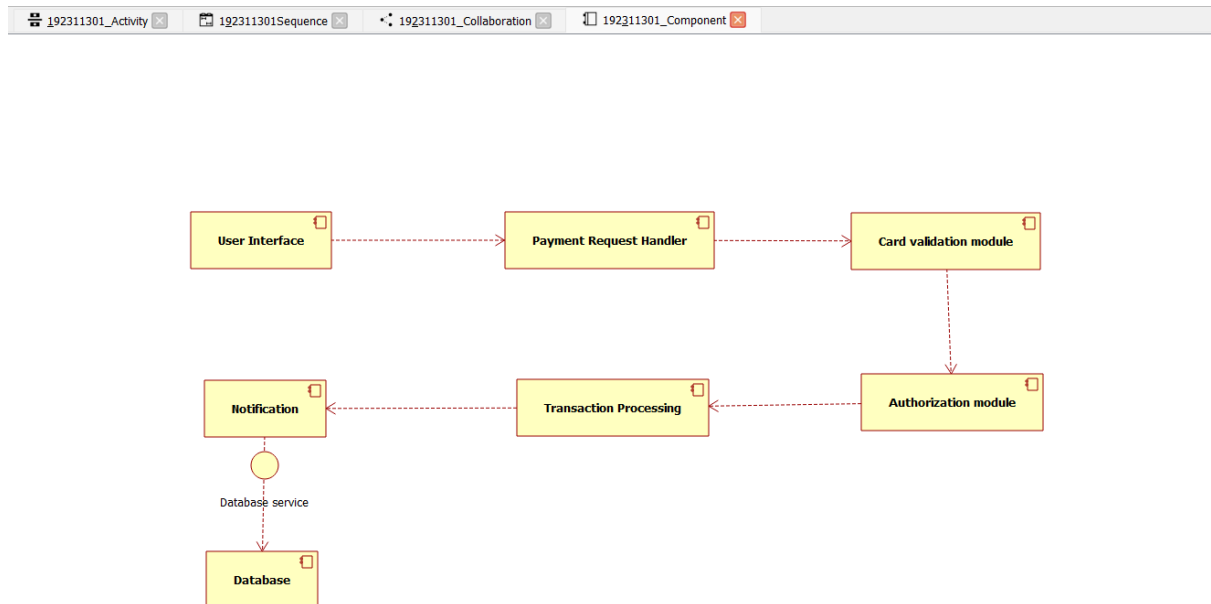 192311301_Activity
192311301Sequence
192311301_Collaboration
192311301_Component
User Interface
Payment Request Handler
Card validation module
Notification
Transaction Processing
Authorization module
Database service
Database